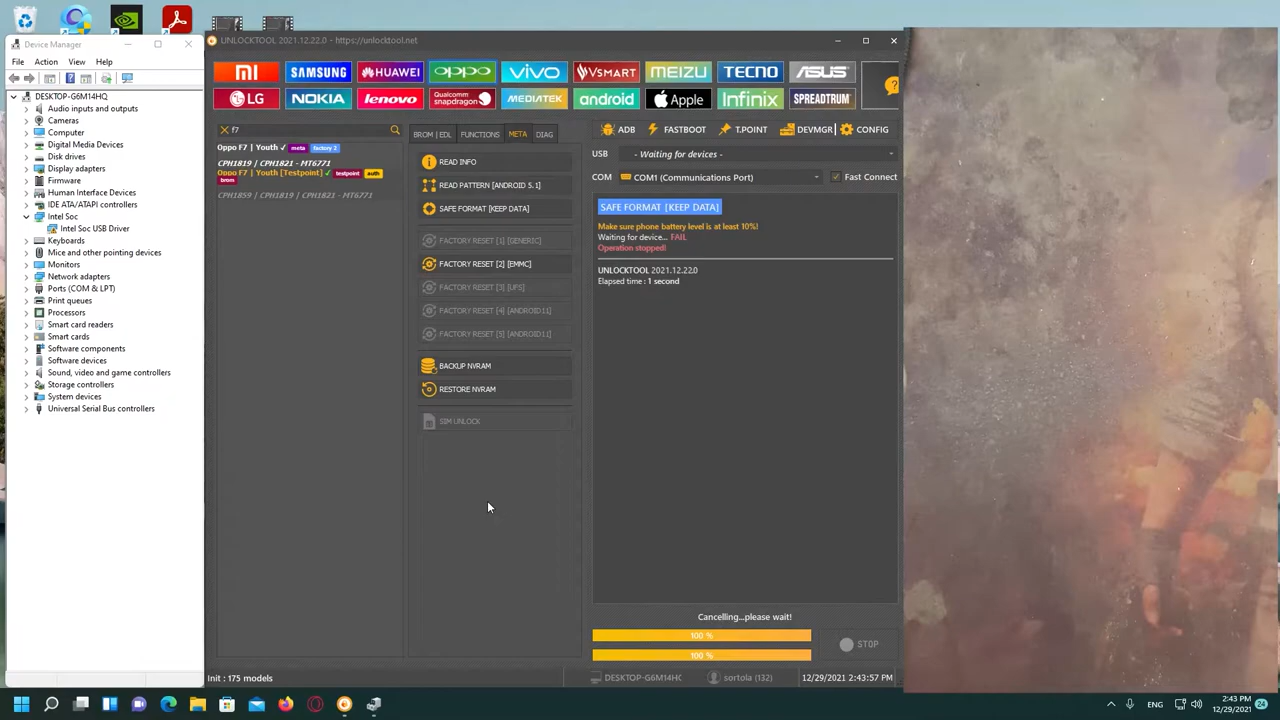 Device Manager
File Action View Help
DESKTOP-G6M14HQ
Audio inputs and outputs
Cameras
Computer
Digital Media Devices
Disk drives
Display adapters
Firmware
Human Interface Devices
IDE ATA/ATAPI controllers
Intel Soc
Intel Soc USB Driver
Keyboards
Mice and other pointing devices
Monitors
Network adapters
Ports (COM & LPT)
Print queues
Processors
Smart card readers
Smart cards
Software components
Software devices
Sound, video and game controllers
Storage controllers
System devices
Universal Serial Bus controllers
UNLOCKTOOL 2021.12.22.0 - https://unlocktool.net
SAMSUNG HUAWEI oppo vivo VSMART MEIZU TECNO ASUS
LG NOKIA lenovo Qualcomm snapdragon MEDIATEK android Apple Infinix SPREADTRUM
f7
Oppo F7 | Youth ✓ meta factory 2
CPH1819 / CPH1821 - MT6771
Oppo F7 | Youth [Testpoint] ✓ testpoint auth
brom
CPH1859 / CPH1819 / CPH1821 - MT6771
BROM | EDL FUNCTIONS META DIAG
READ INFO
READ PATTERN [ANDROID 5.1]
SAFE FORMAT [KEEP DATA]
FACTORY RESET [1] [GENERIC]
FACTORY RESET [2] [EMMC]
FACTORY RESET [3] [UFS]
FACTORY RESET [4] [ANDROID11]
FACTORY RESET [5] [ANDROID11]
BACKUP NVRAM
RESTORE NVRAM
SIM UNLOCK
ADB FASTBOOT T.POINT DEVMGR CONFIG
USB - Waiting for devices -
COM COM1 (Communications Port) Fast Connect
SAFE FORMAT [KEEP DATA]
Make sure phone battery level is at least 10%!
Waiting for device... FAIL
Operation stopped!
UNLOCKTOOL 2021.12.22.0
Elapsed time : 1 second
Cancelling...please wait!
100 %
100 %
STOP
Init : 175 models
DESKTOP-G6M14HQ sortola (132) 12/29/2021 2:43:57 PM
ENG
2:43 PM
12/29/2021
24